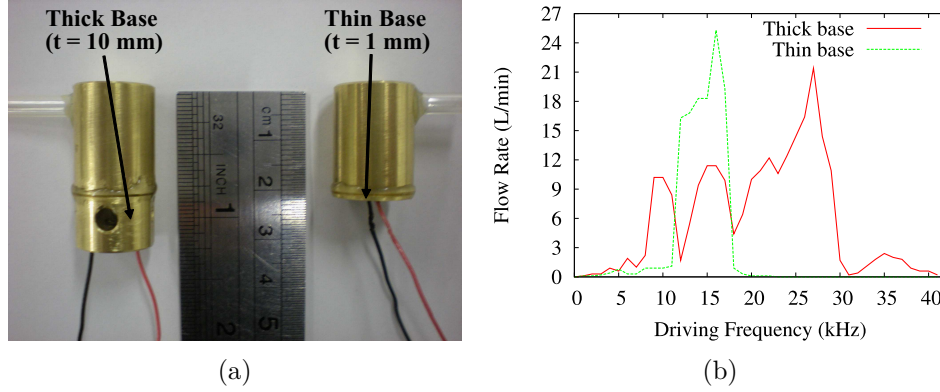 Thick Base
(t = 10 mm)
Thin Base
(t = 1 mm)
32
INCH
1
2
cm 1
2
3
4
5
(a)
27
24
21
18
15
12
9
6
3
0
Flow Rate (L/min)
Thick base
Thin base
0 5 10 15 20 25 30 35 40
Driving Frequency (kHz)
(b)